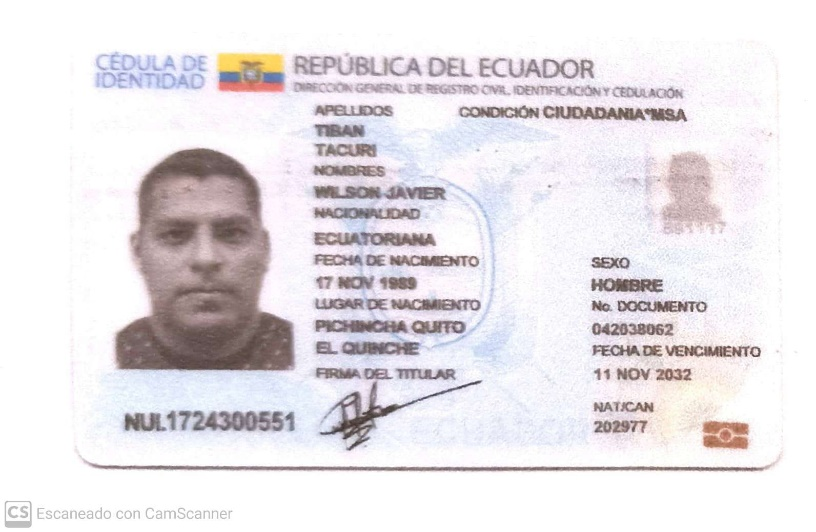 CÉDULA DE
IDENTIDAD
REPÚBLICA DEL ECUADOR
DIRECCIÓN GENERAL DE REGISTRO CIVIL, IDENTIFICACIÓN Y CEDULACIÓN
APELLIDOS
CONDICIÓN CIUDADANIA*MSA
TIBAN
TACURI
NOMBRES
WILSON JAVIER
NACIONALIDAD
ECUATORIANA
FECHA DE NACIMIENTO
17 NOV 1989
LUGAR DE NACIMIENTO
PICHINCHA QUITO
EL QUINCHE
FIRMA DEL TITULAR
891117
SEXO
HOMBRE
No. DOCUMENTO
042038062
FECHA DE VENCIMIENTO
11 NOV 2032
NAT/CAN
202977
NUI.1724300551
ECUADOR
CS Escaneado con CamScanner